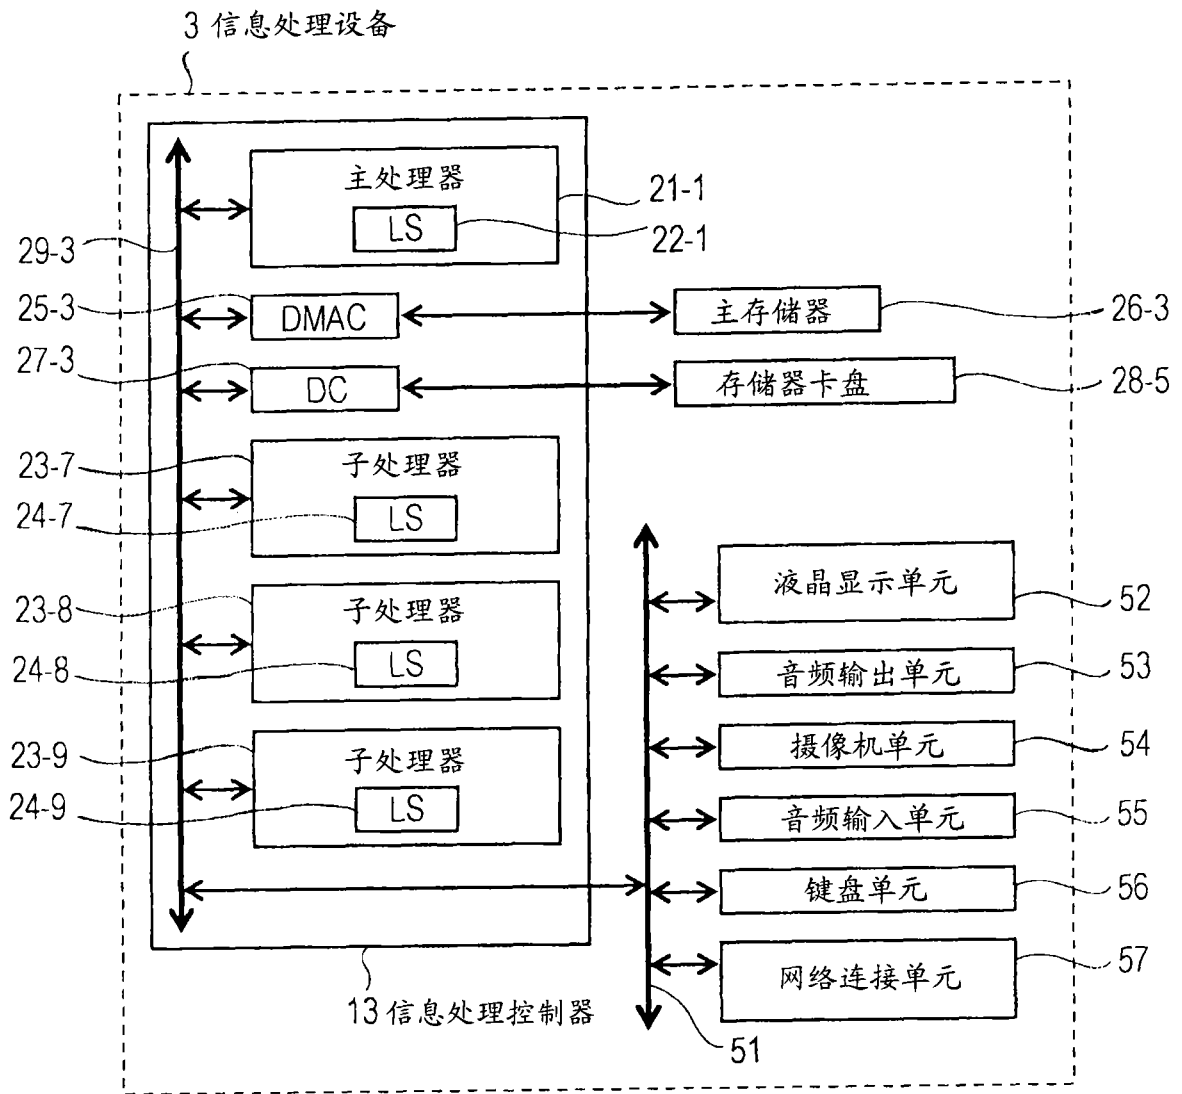 3 信息处理设备
主处理器
LS
21-1
22-1
29-3
25-3
DMAC
主存储器
26-3
27-3
DC
存储器卡盘
28-5
23-7
子处理器
24-7
LS
液晶显示单元
52
23-8
子处理器
24-8
LS
音频输出单元
53
23-9
子处理器
24-9
LS
摄像机单元
54
音频输入单元
55
键盘单元
56
网络连接单元
57
13 信息处理控制器
51